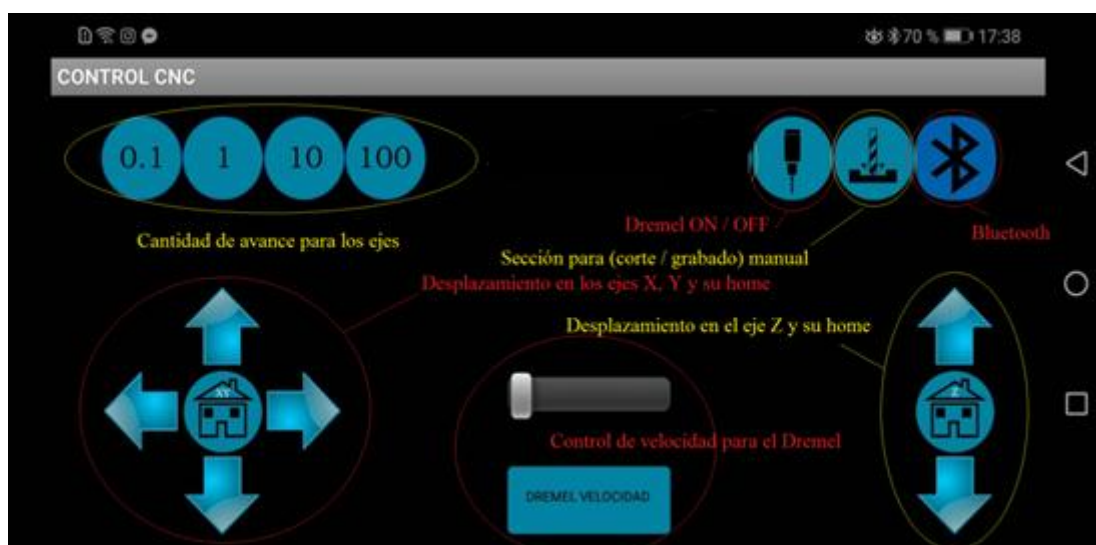 70 % 17:38
CONTROL CNC
0.1 1 10 100
Dremel ON / OFF
Bluetooth
Cantidad de avance para los ejes
Sección para (corte / grabado) manual
Desplazamiento en los ejes X, Y y su home
Desplazamiento en el eje Z y su home
XY
Z
Control de velocidad para el Dremel
DREMEL VELOCIDAD